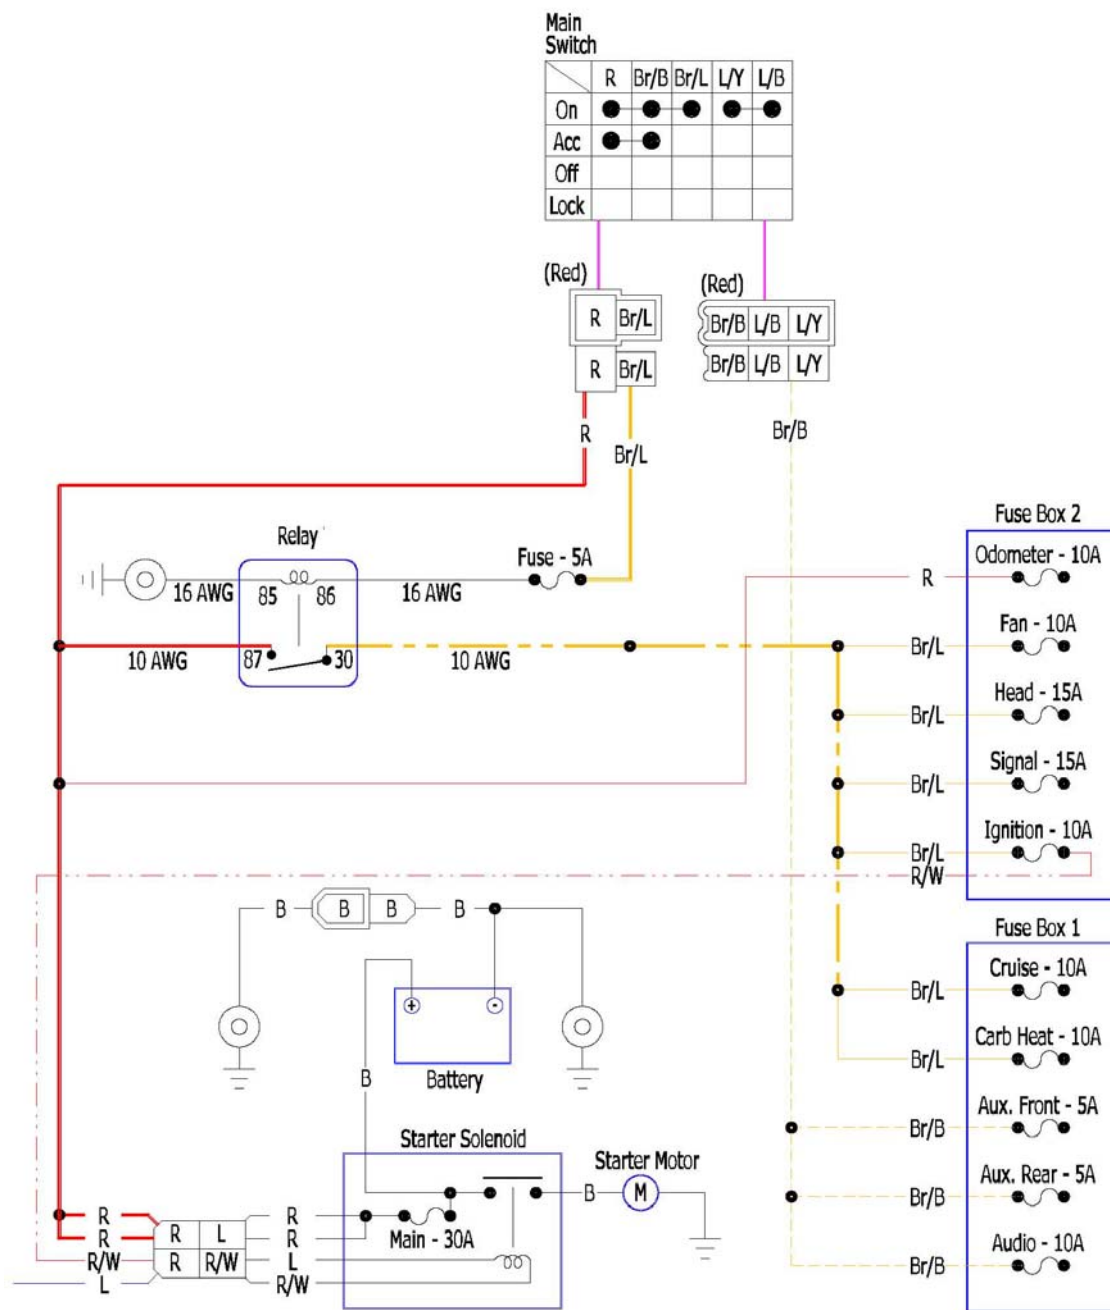 Main
Switch
R Br/B Br/L L/Y L/B
On
Acc
Off
Lock
(Red)
(Red)
R Br/L
Br/B L/B L/Y
R Br/L
Br/B L/B L/Y
R
Br/B
Br/L
Fuse Box 2
Relay
Fuse - 5A
Odometer - 10A
R
16 AWG 85 86 16 AWG
Fan - 10A
Br/L
10 AWG 87 30 10 AWG
Head - 15A
Br/L
Signal - 15A
Br/L
Ignition - 10A
Br/L
R/W
B B B B
Fuse Box 1
Cruise - 10A
Br/L
+ -
Carb Heat - 10A
Br/L
B Battery
Aux. Front - 5A
Br/B
Starter Solenoid
Starter Motor
Aux. Rear - 5A
B M Br/B
R R L R
R R
Main - 30A
Audio - 10A
R/W R R/W L
Br/B
L R/W